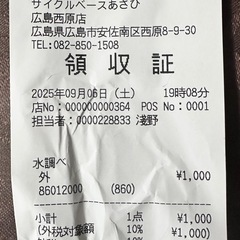 サイクルベースあさひ
広島西原店
広島県広島市安佐南区西原8-9-30
TEL:082-850-1508
領収証
2025年09月06日(土) 19時08分
店No:000000000364 POS No:0001
担当者:0000228833 淺野
水調べ
外 ¥1,000
86012000 (860)
小計 1点 ¥1,000
(外税対象額 10% ¥1,000)